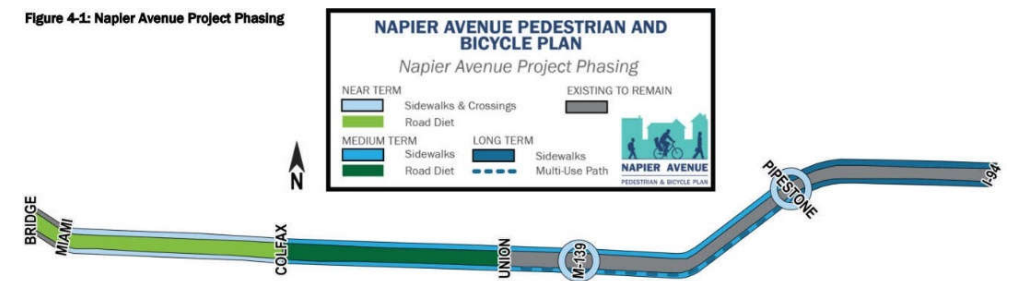 Figure 4-1: Napier Avenue Project Phasing
NAPIER AVENUE PEDESTRIAN AND
BICYCLE PLAN
Napier Avenue Project Phasing
NEAR TERM
Sidewalks & Crossings
Road Diet
EXISTING TO REMAIN
MEDIUM TERM
Sidewalks
Road Diet
LONG TERM
Sidewalks
Multi-Use Path
NAPIER AVENUE
PEDESTRIAN & BICYCLE PLAN
N
BRIDGE
MIAMI
COLFAX
UNION
M-139
PIPESTONE
I-94